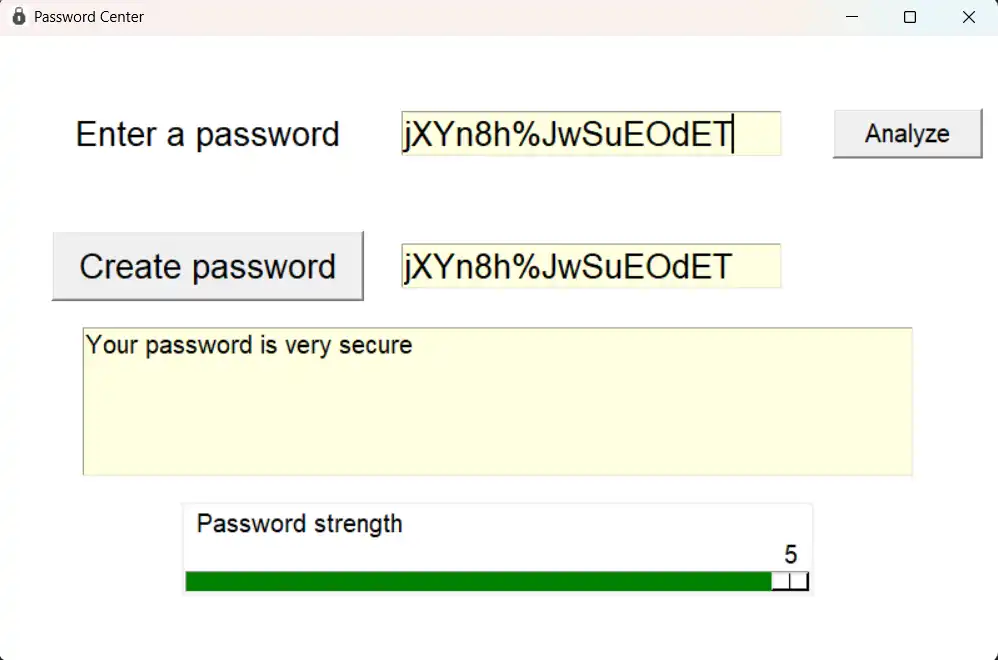 Password Center
Enter a password
jXYn8h%JwSuEOdET
Analyze
Create password
jXYn8h%JwSuEOdET
Your password is very secure
Password strength
5